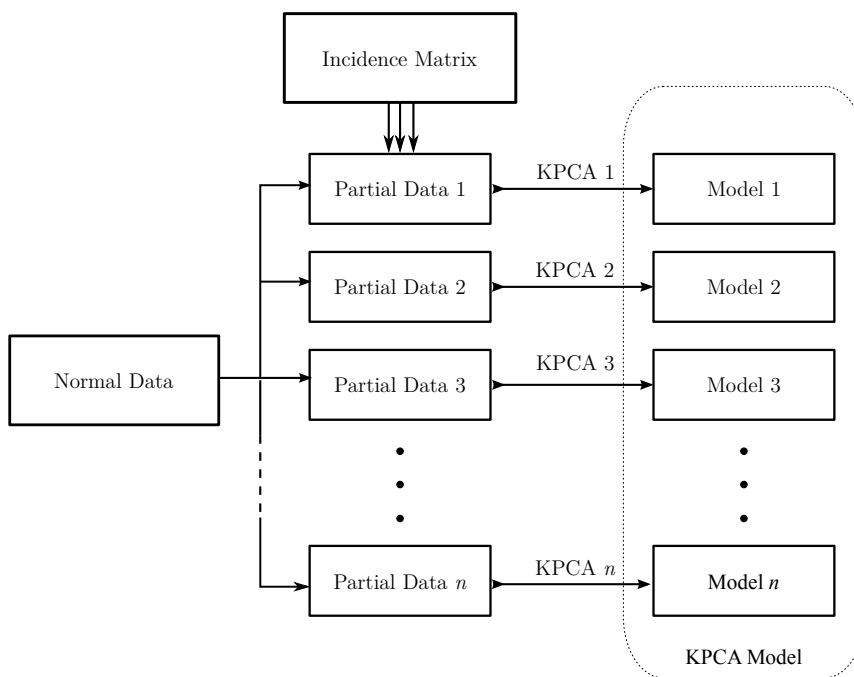 Incidence Matrix
Partial Data 1
KPCA 1
Model 1
Partial Data 2
KPCA 2
Model 2
Normal Data
Partial Data 3
KPCA 3
Model 3
Partial Data n
KPCA n
Model n
KPCA Model